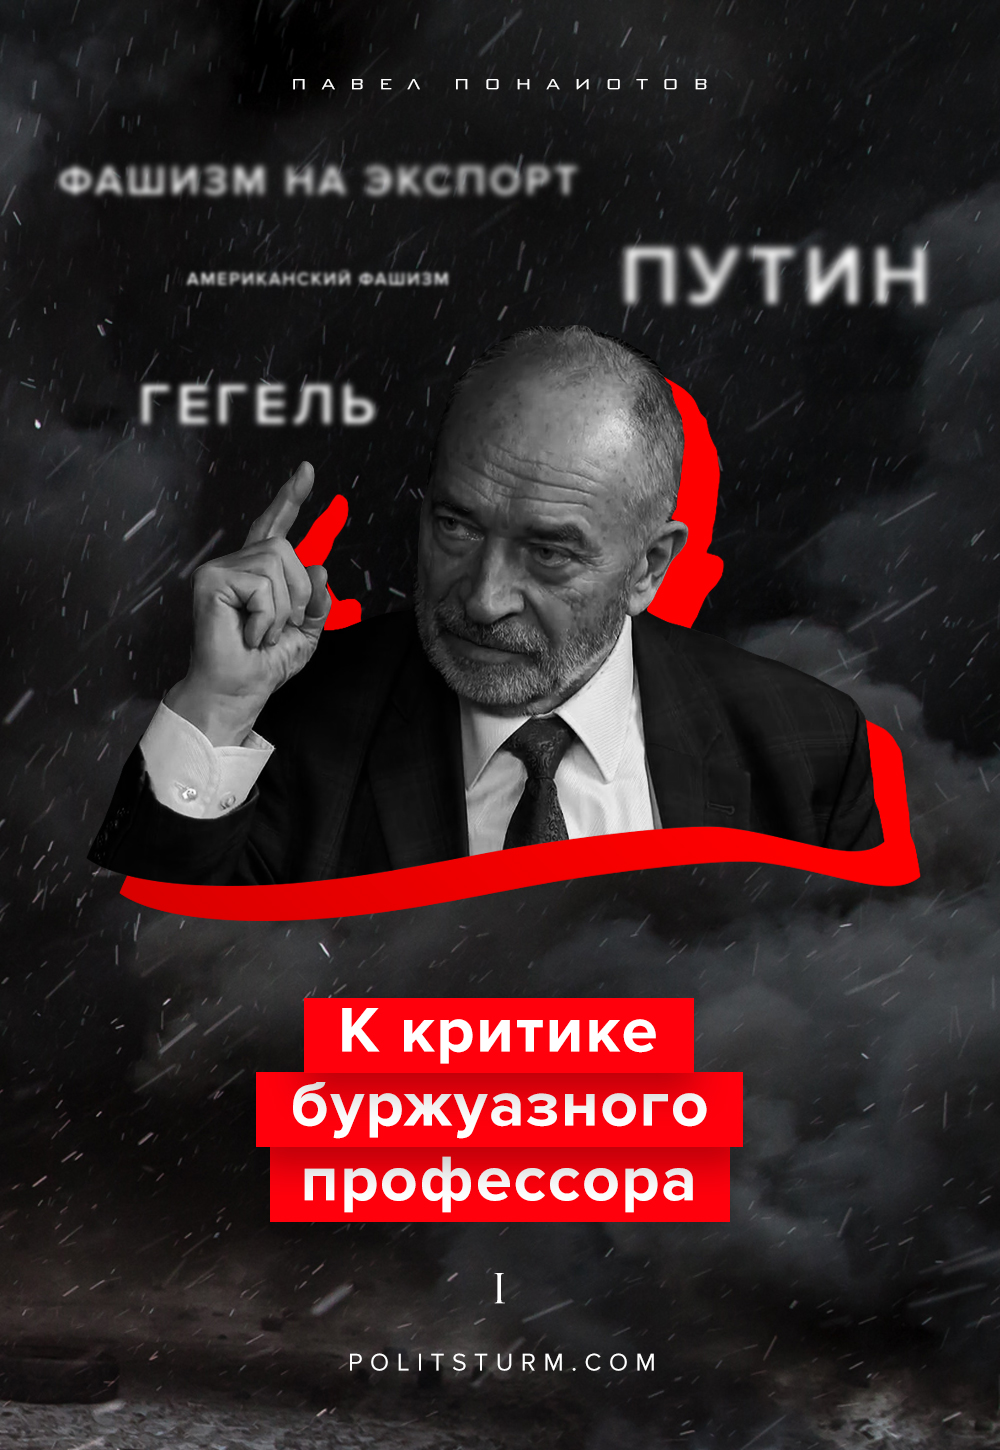 ПАВЕЛ ПОНАИОТОВ
ФАШИЗМ НА ЭКСПОРТ
ПУТИН
АМЕРИКАНСКИЙ ФАШИЗМ
ГЕГЕЛЬ
К критике
буржуазного
профессора
I
POLITSTURM.COM